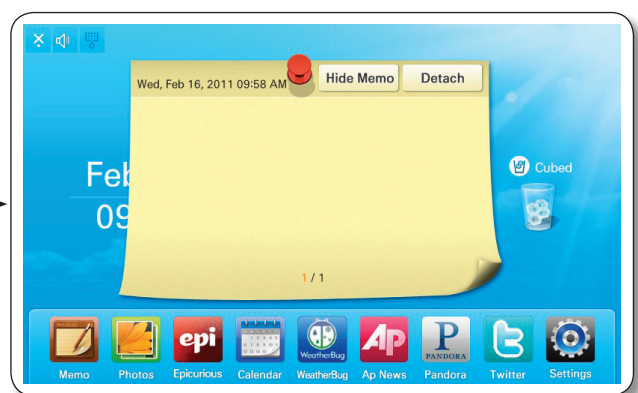 Wed, Feb 16, 2011 09:58 AM
Hide Memo
Detach
Feb
09
Cubed
1 / 1
epi
WeatherBug
AP
P
PANDORA
Memo
Photos
Epicurious
Calendar
WeatherBug
Ap News
Pandora
Twitter
Settings